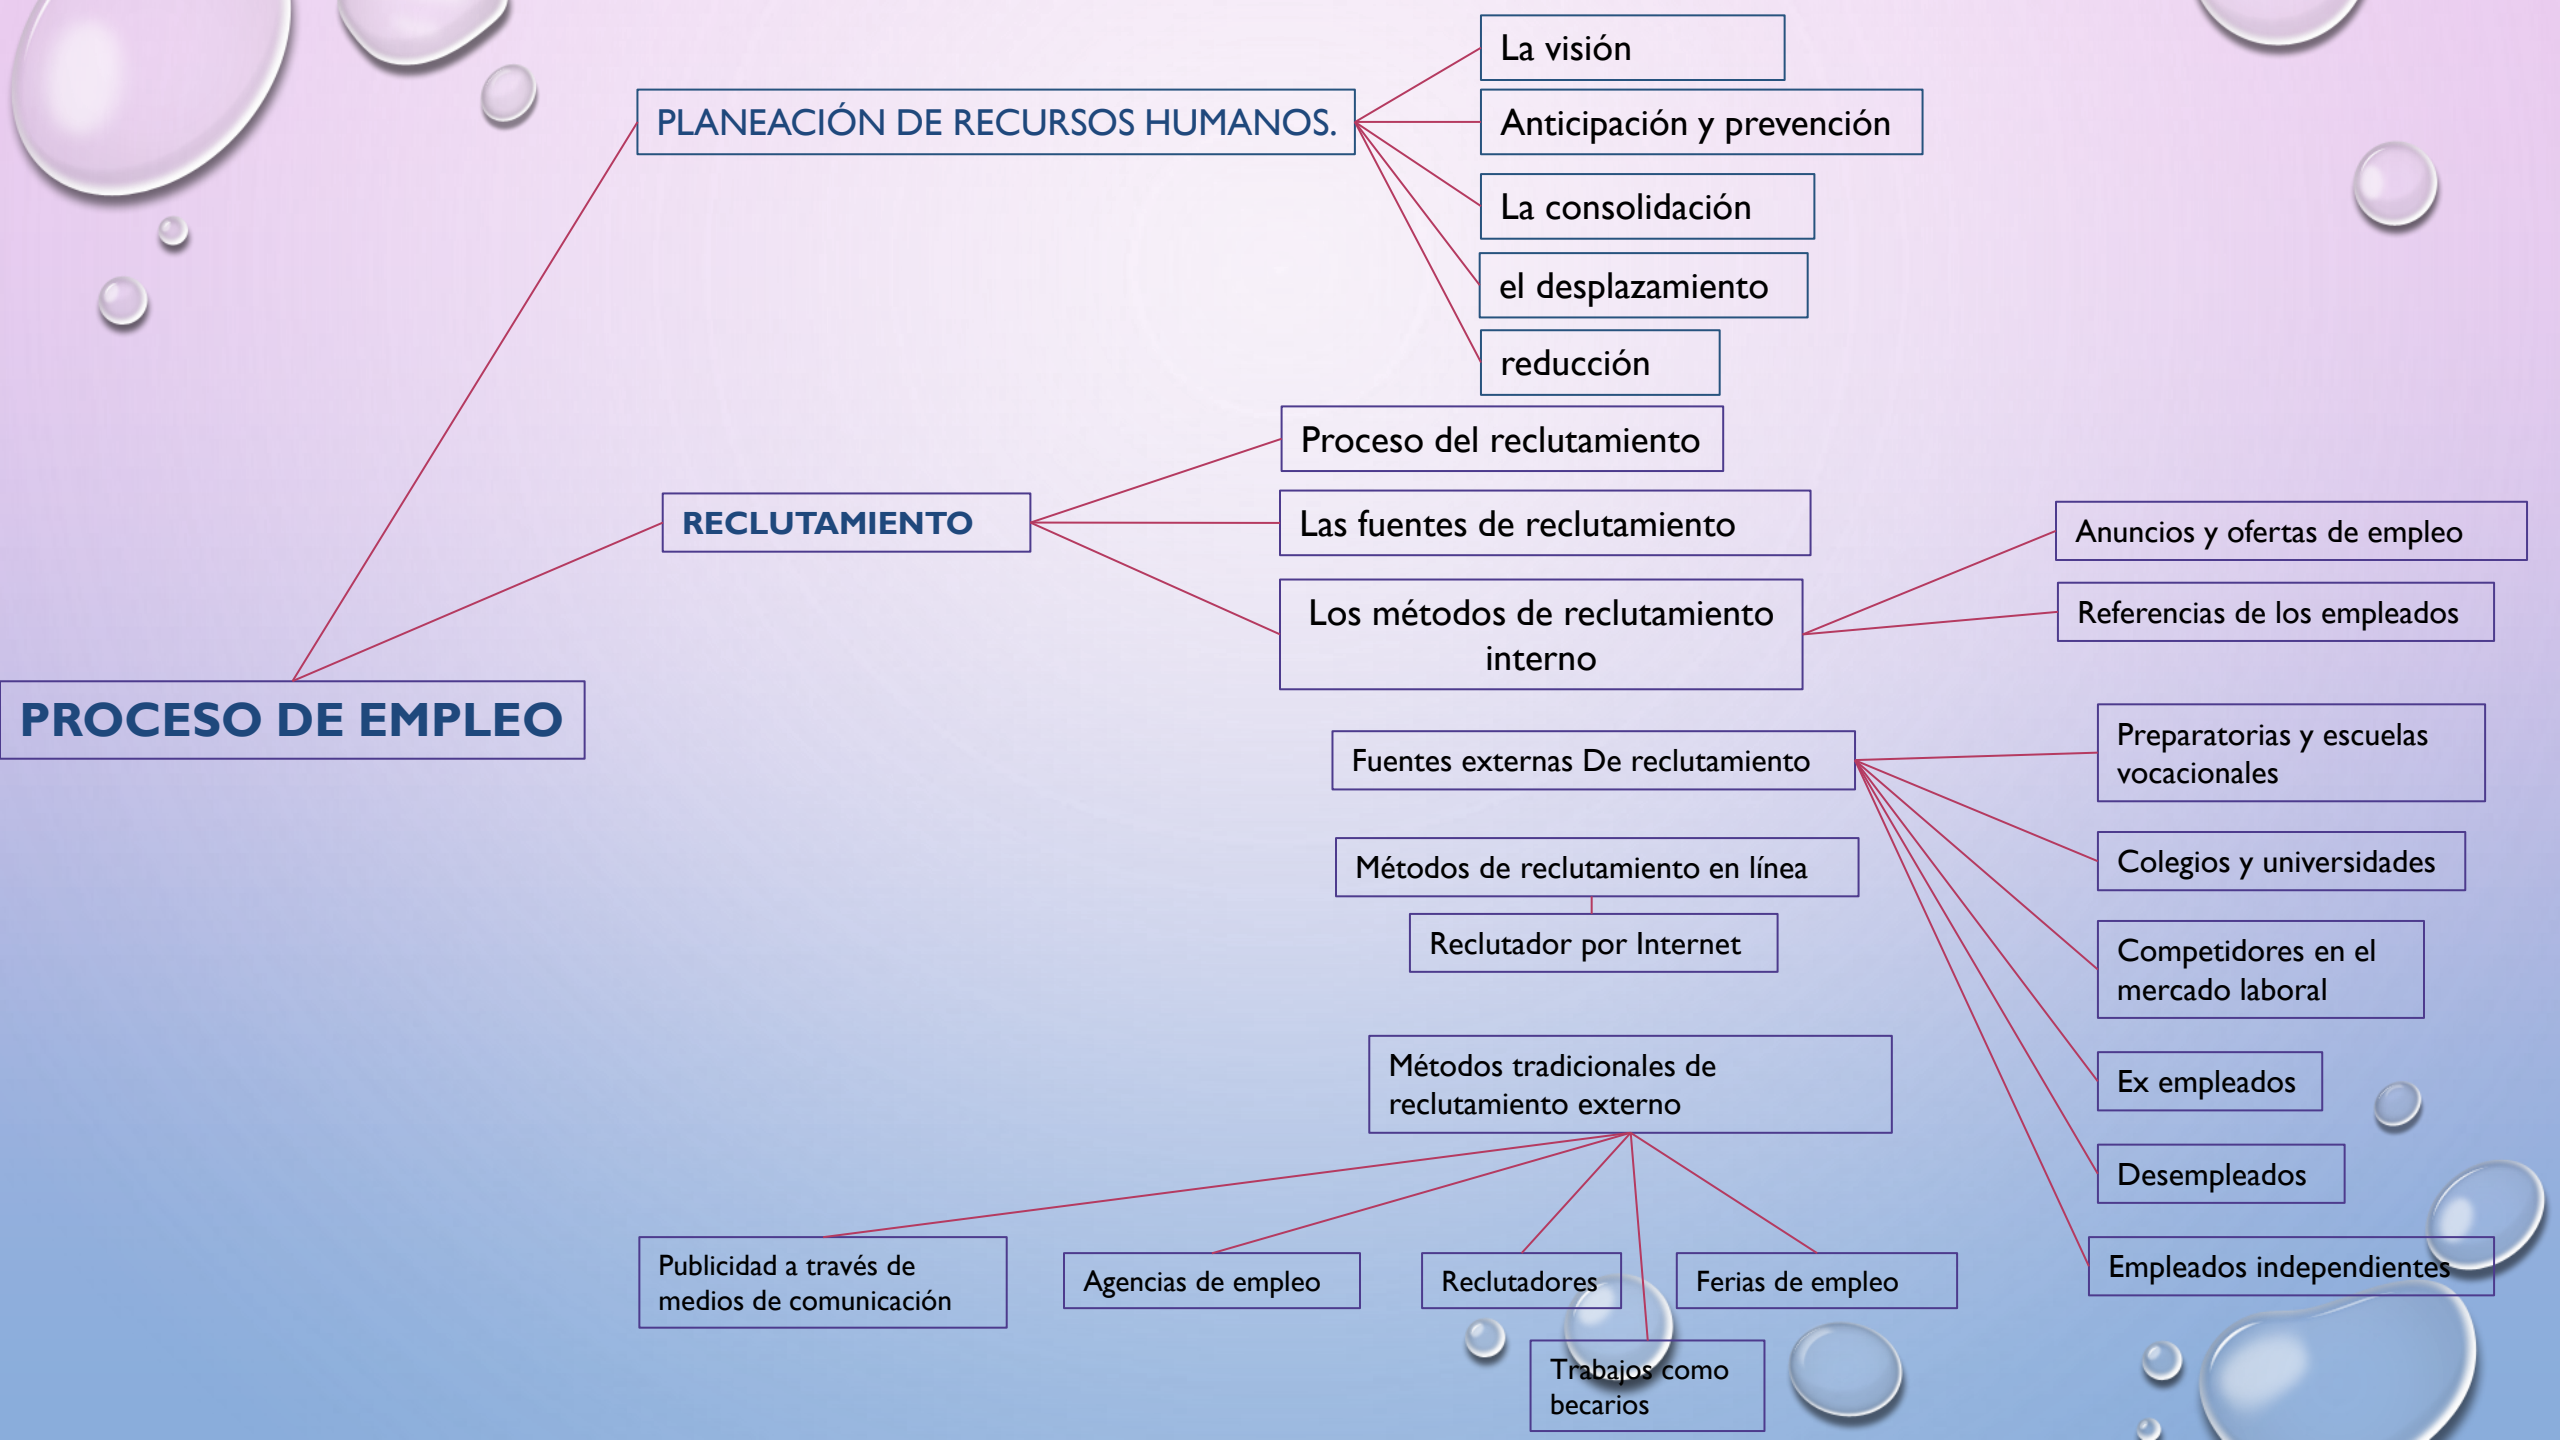 La visión
PLANEACIÓN DE RECURSOS HUMANOS.
Anticipación y prevención
La consolidación
el desplazamiento
reducción
Proceso del reclutamiento
RECLUTAMIENTO
Las fuentes de reclutamiento
Los métodos de reclutamiento
interno
Anuncios y ofertas de empleo
Referencias de los empleados
PROCESO DE EMPLEO
Fuentes externas De reclutamiento
Preparatorias y escuelas
vocacionales
Colegios y universidades
Competidores en el
mercado laboral
Ex empleados
Desempleados
Empleados independientes
Métodos de reclutamiento en línea
Reclutador por Internet
Métodos tradicionales de
reclutamiento externo
Publicidad a través de
medios de comunicación
Agencias de empleo
Reclutadores
Ferias de empleo
Trabajos como
becarios